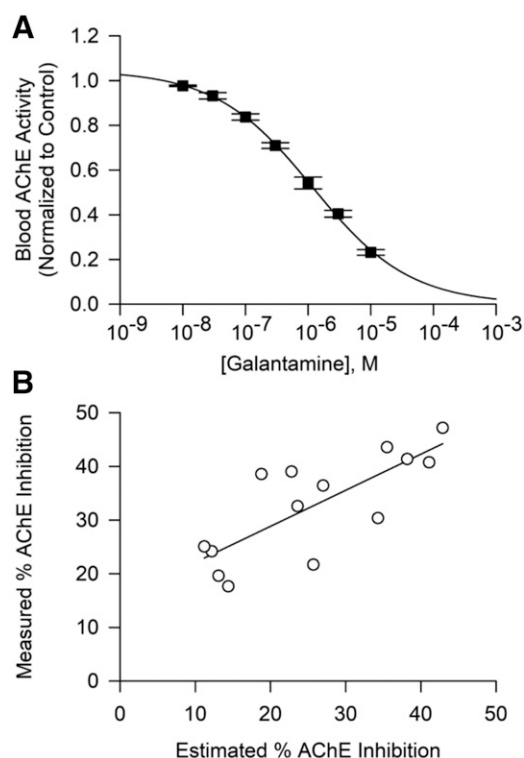 A
1.2
1.0
0.8
0.6
0.4
0.2
0.0
Blood AChE Activity
(Normalized to Control)
10-9 10-8 10-7 10-6 10-5 10-4 10-3
[Galantamine], M
B
50
40
30
20
10
0
Measured % AChE Inhibition
0 10 20 30 40 50
Estimated % AChE Inhibition